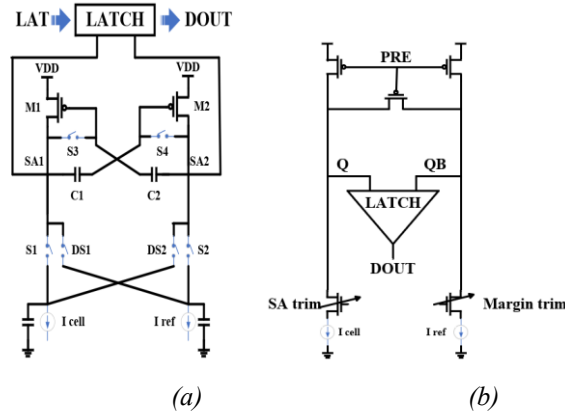 LAT LATCH DOUT
VDD VDD
M1 M2
S3 S4
SA1 SA2
C1 C2
S1 DS1 DS2 S2
I cell I ref
(a)
PRE
Q QB
LATCH
DOUT
SA trim Margin trim
I cell I ref
(b)